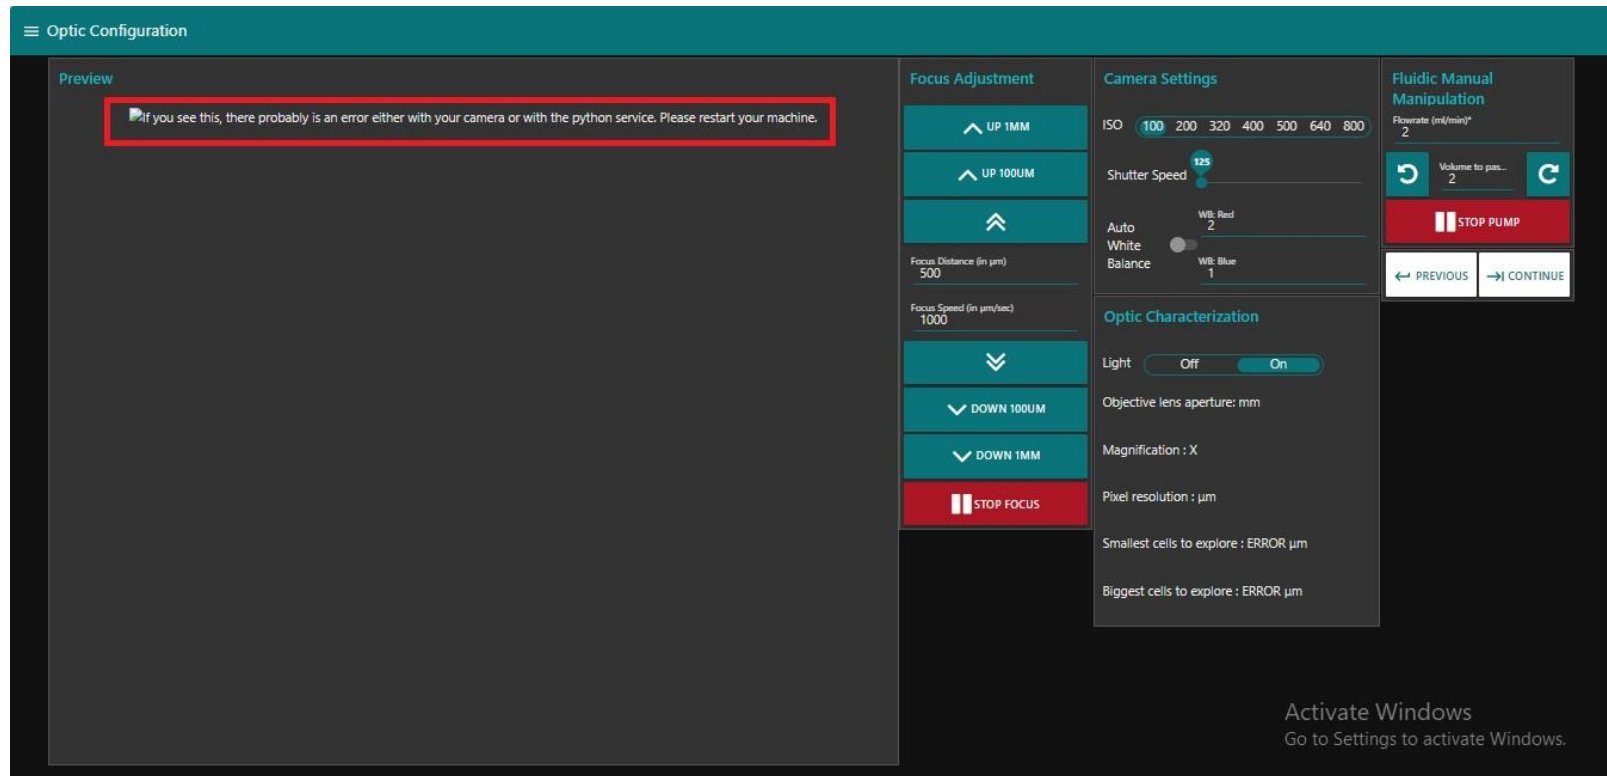 Optic Configuration
Preview
If you see this, there probably is an error either with your camera or with the python service. Please restart your machine.
Focus Adjustment
UP 1MM
UP 100UM
Focus Distance (in μm)
500
Focus Speed (in μm/sec)
1000
DOWN 100UM
DOWN 1MM
STOP FOCUS
Camera Settings
ISO 100 200 320 400 500 640 800
125
Shutter Speed
Auto
White
Balance
WB: Red
2
WB: Blue
1
Optic Characterization
Light Off On
Objective lens aperture: mm
Magnification : X
Pixel resolution : μm
Smallest cells to explore : ERROR μm
Biggest cells to explore : ERROR μm
Fluidic Manual
Manipulation
Flowrate (ml/min)*
2
Volume to pas...
2
STOP PUMP
PREVIOUS CONTINUE
Activate Windows
Go to Settings to activate Windows.